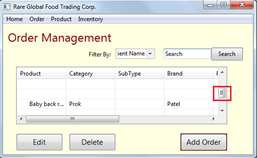 Rare Global Food Trading Corp.
Home Order Product Inventory
Order Management
Filter By: ient Name Search Search
Product Category SubType Brand
Baby back r... Prok Patel
Edit Delete Add Order